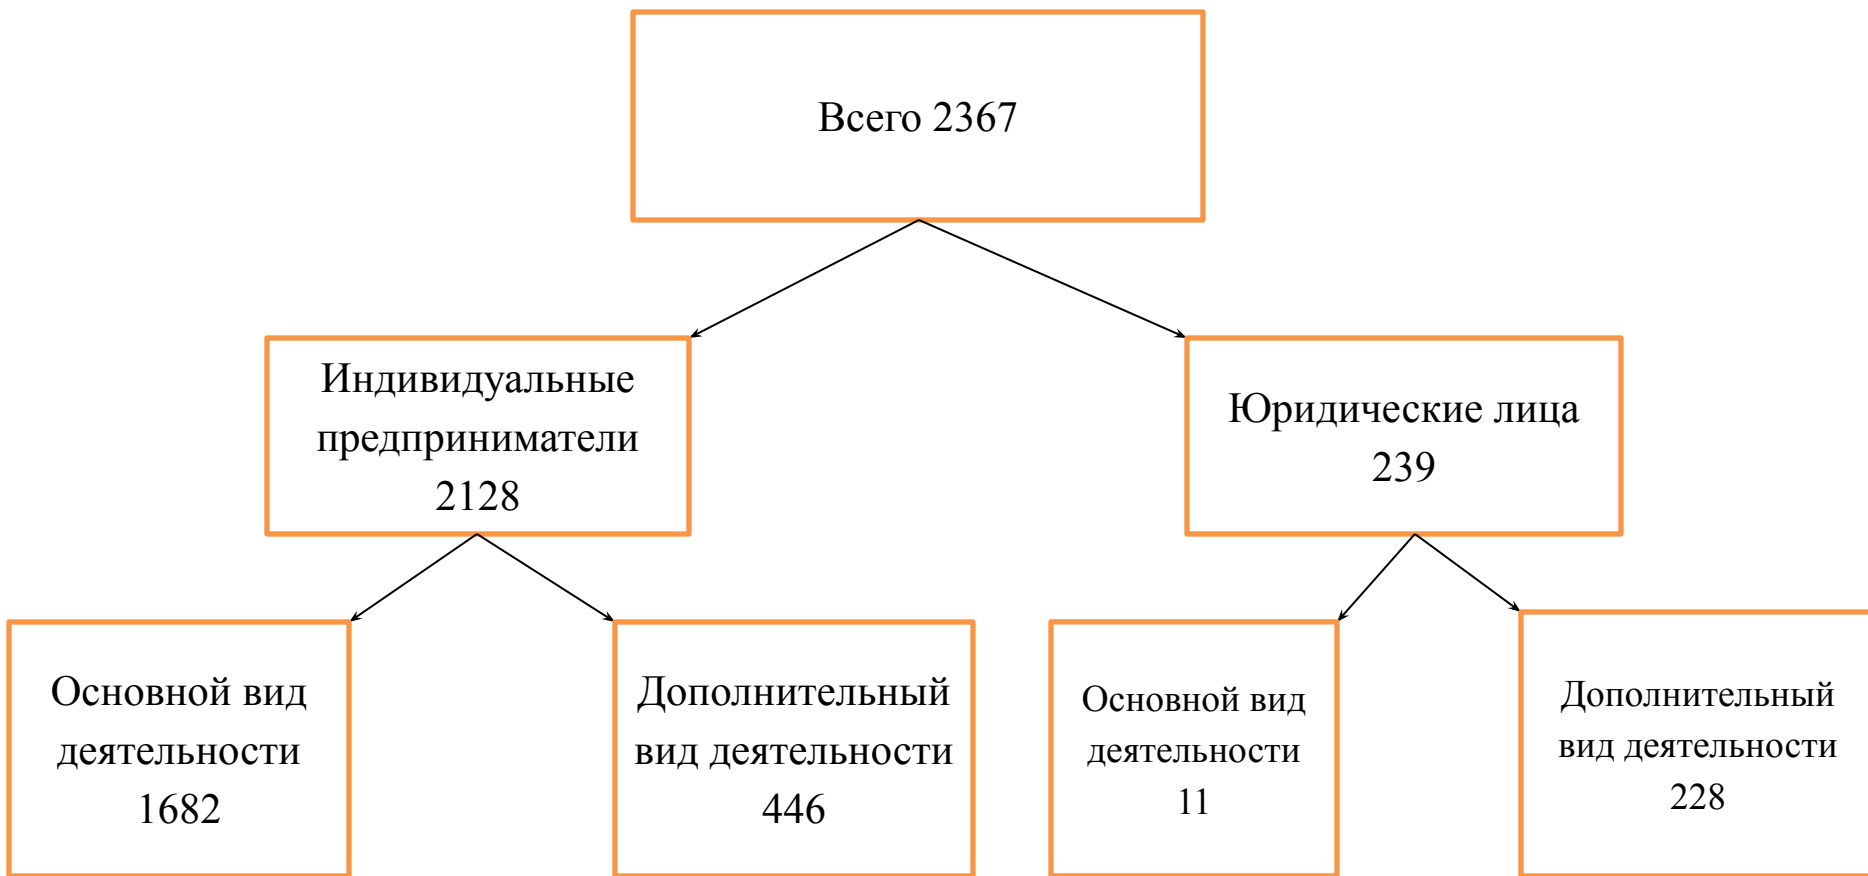 Всего 2367
Индивидуальные
предприниматели
2128
Юридические лица
239
Основной вид
деятельности
1682
Дополнительный
вид деятельности
446
Основной вид
деятельности
11
Дополнительный
вид деятельности
228